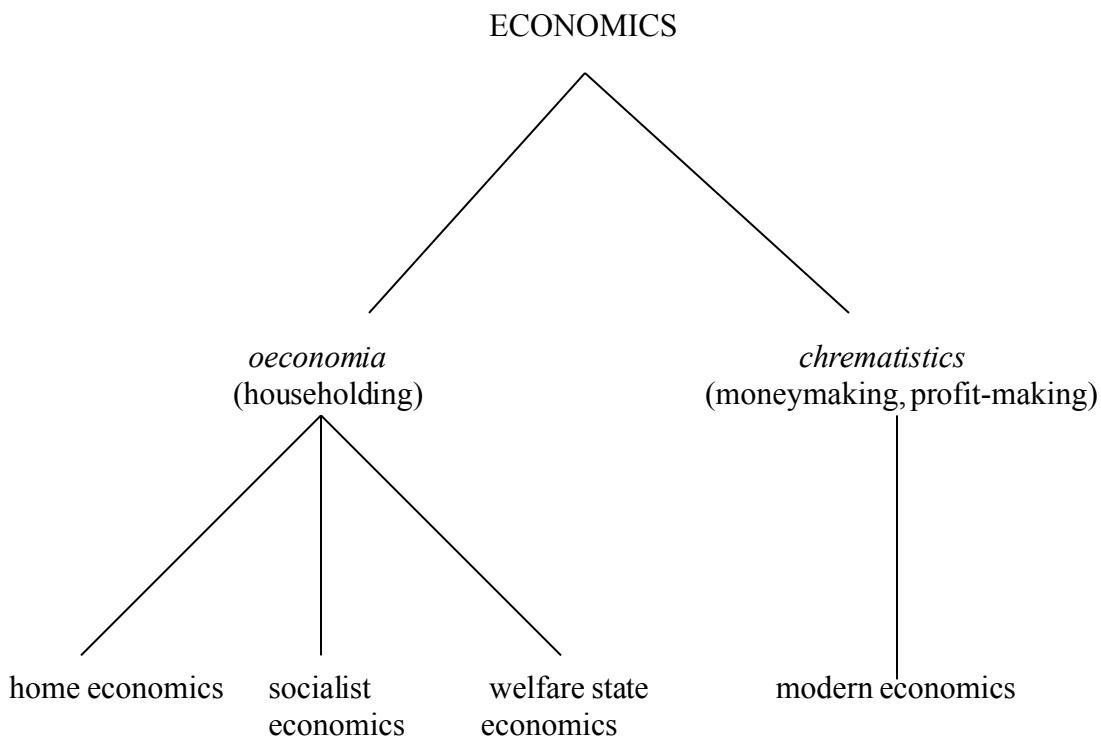 ECONOMICS
oeconomia
(householding)
chrematistics
(moneymaking, profit-making)
home economics
socialist
economics
welfare state
economics
modern economics